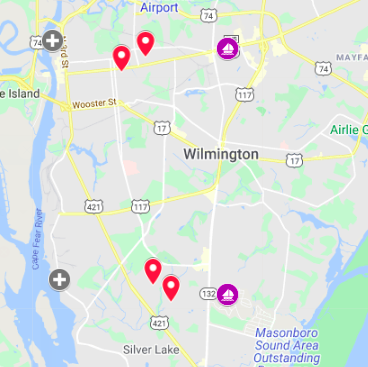 Airport
74
74
3rd St
74
MAYFA
e Island
117
Wooster St
17
Airlie G
Wilmington
17
421
117
Cape Fear River
132
421
Masonboro
Sound Area
Outstanding
Silver Lake